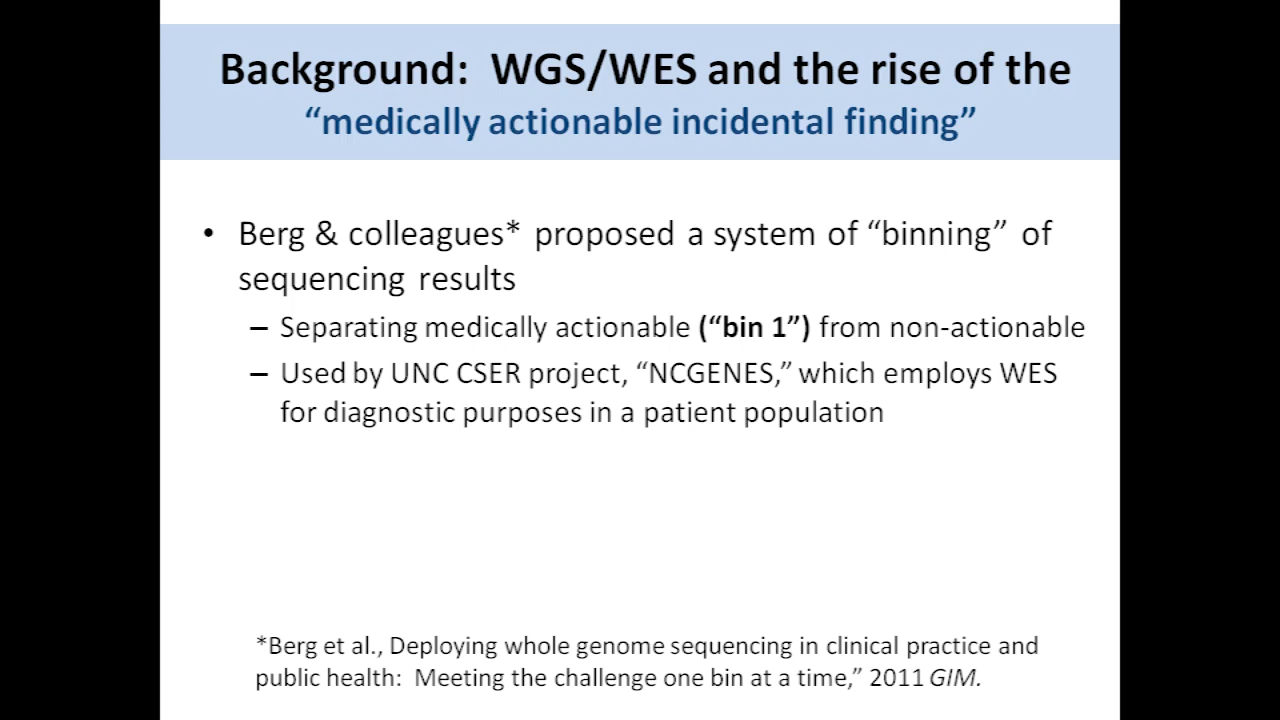 Background: WGS/WES and the rise of the
“medically actionable incidental finding”
• Berg & colleagues* proposed a system of “binning” of
sequencing results
– Separating medically actionable (“bin 1”) from non-actionable
– Used by UNC CSER project, “NCGENES,” which employs WES
for diagnostic purposes in a patient population
*Berg et al., Deploying whole genome sequencing in clinical practice and
public health: Meeting the challenge one bin at a time,” 2011 GIM.